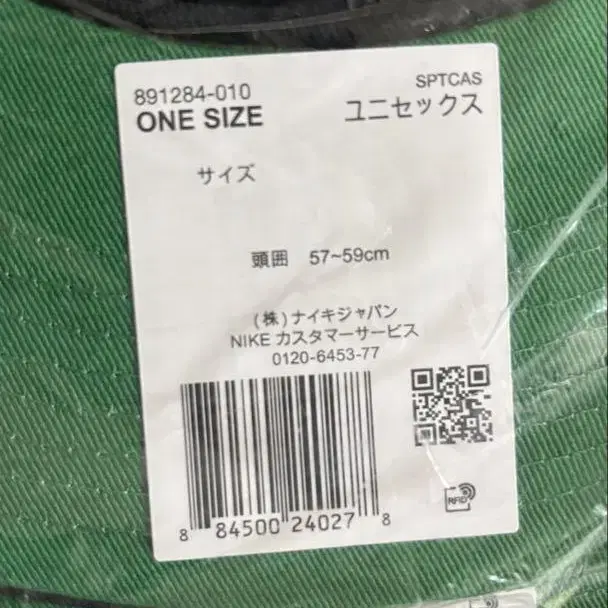 891284-010
SPTCAS
ONE SIZE
ユニセックス
サイズ
頭囲 57~59cm
(株)ナイキジャパン
NIKE カスタマーサービス
0120-6453-77
8 84500 24027 8
RFID